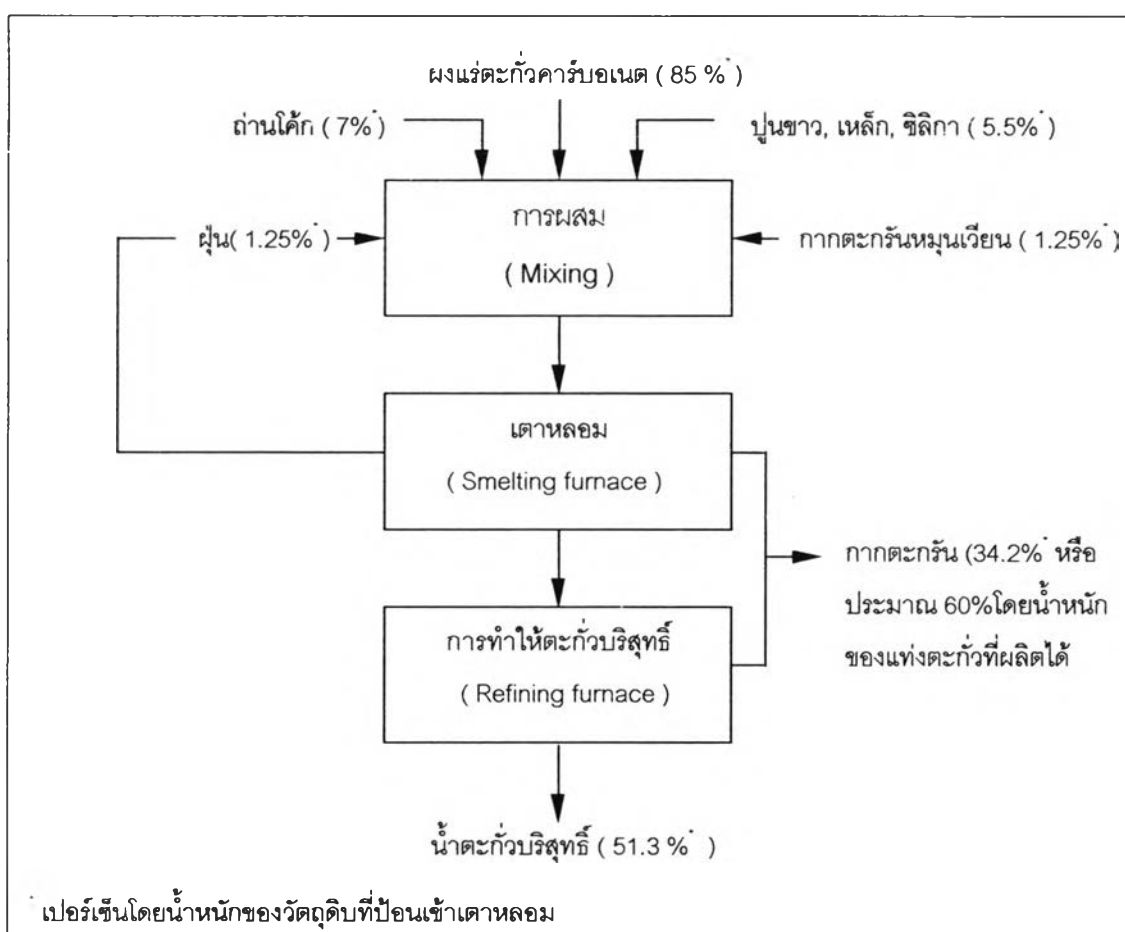 ผงแร่ตะกั่วคาร์บอเนต ( 85 %* )
ถ่านโค้ก ( 7%* )
ปูนขาว, เหล็ก, ซิลิกา ( 5.5%* )
การผสม
( Mixing )
ฝุ่น( 1.25%* )
กากตะกรันหมุนเวียน ( 1.25%* )
เตาหลอม
( Smelting furnace )
กากตะกรัน (34.2%* หรือ
ประมาณ 60%โดยน้ำหนัก
ของแท่งตะกั่วที่ผลิตได้
การทำให้ตะกั่วบริสุทธิ์
( Refining furnace )
น้ำตะกั่วบริสุทธิ์ ( 51.3 %* )
* เปอร์เซ็นโดยน้ำหนักของวัตถุดิบที่ป้อนเข้าเตาหลอม